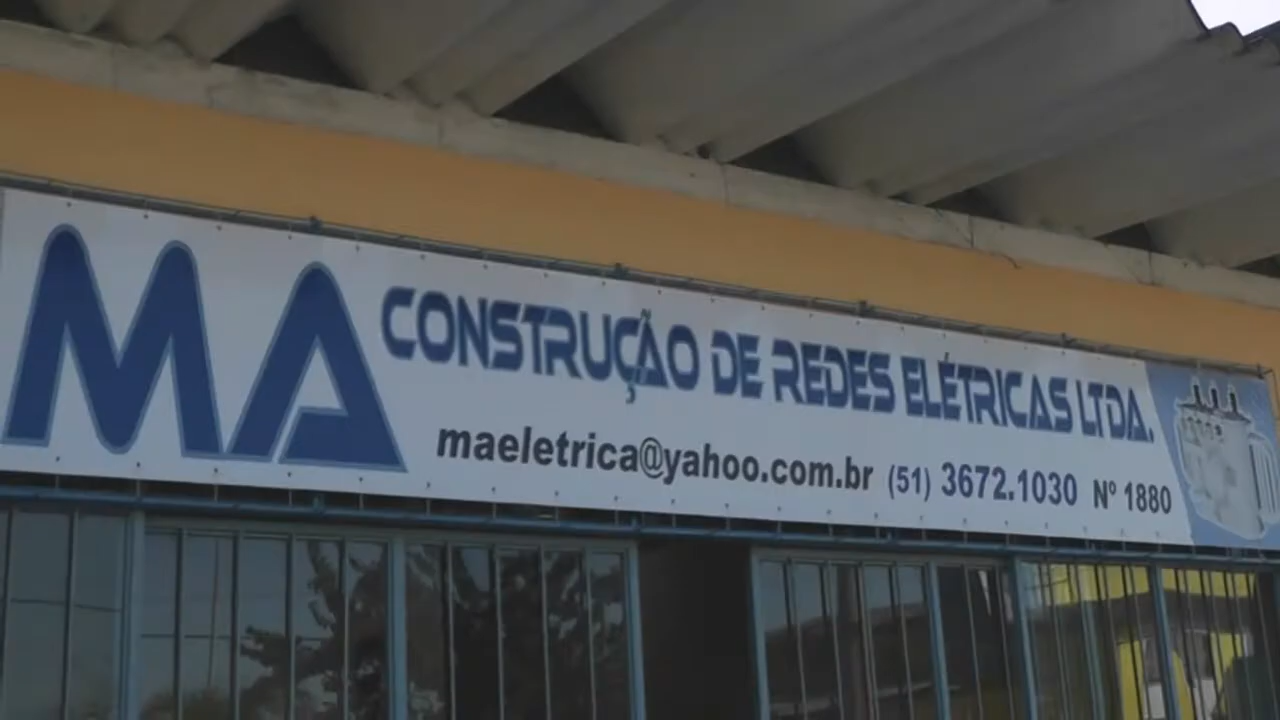 MA
CONSTRUÇÃO DE REDES ELÉTRICAS LTDA.
maeletrica@yahoo.com.br (51) 3672.1030 Nº 1880